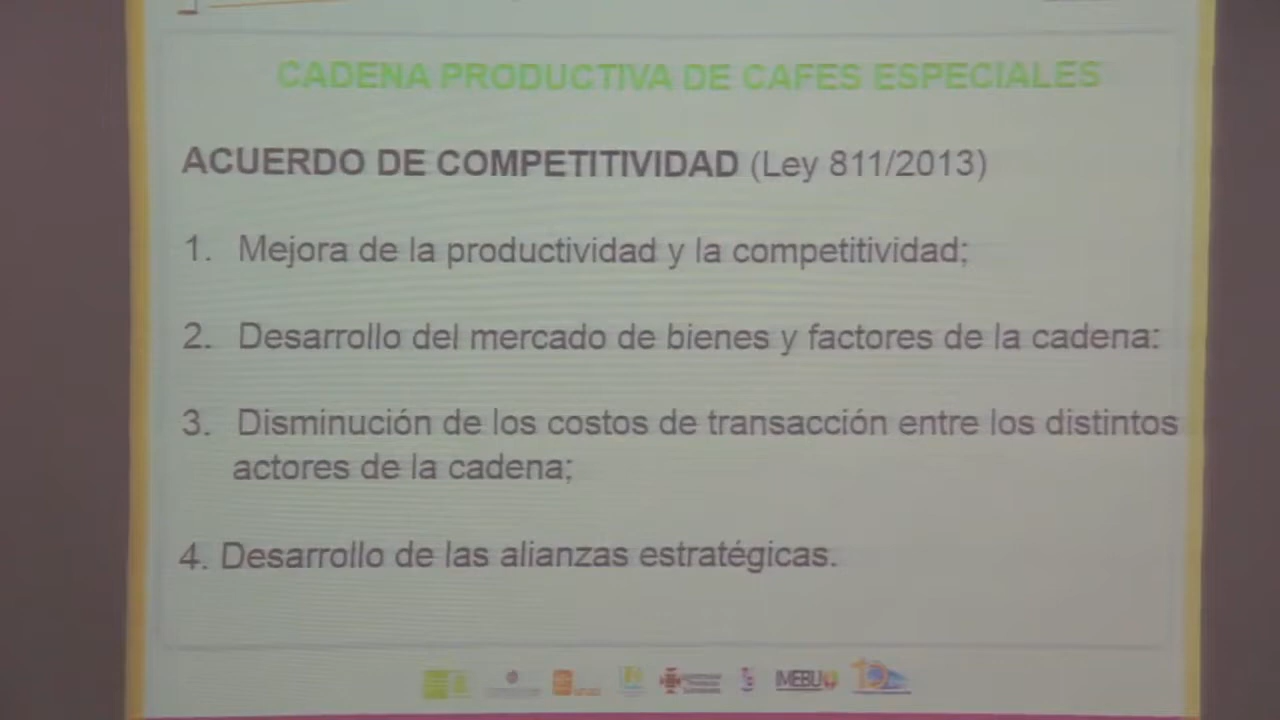 CADENA PRODUCTIVA DE CAFES ESPECIALES
ACUERDO DE COMPETITIVIDAD (Ley 811/2013)
1. Mejora de la productividad y la competitividad;
2. Desarrollo del mercado de bienes y factores de la cadena:
3. Disminución de los costos de transacción entre los distintos
actores de la cadena;
4. Desarrollo de las alianzas estratégicas.
IMEBU